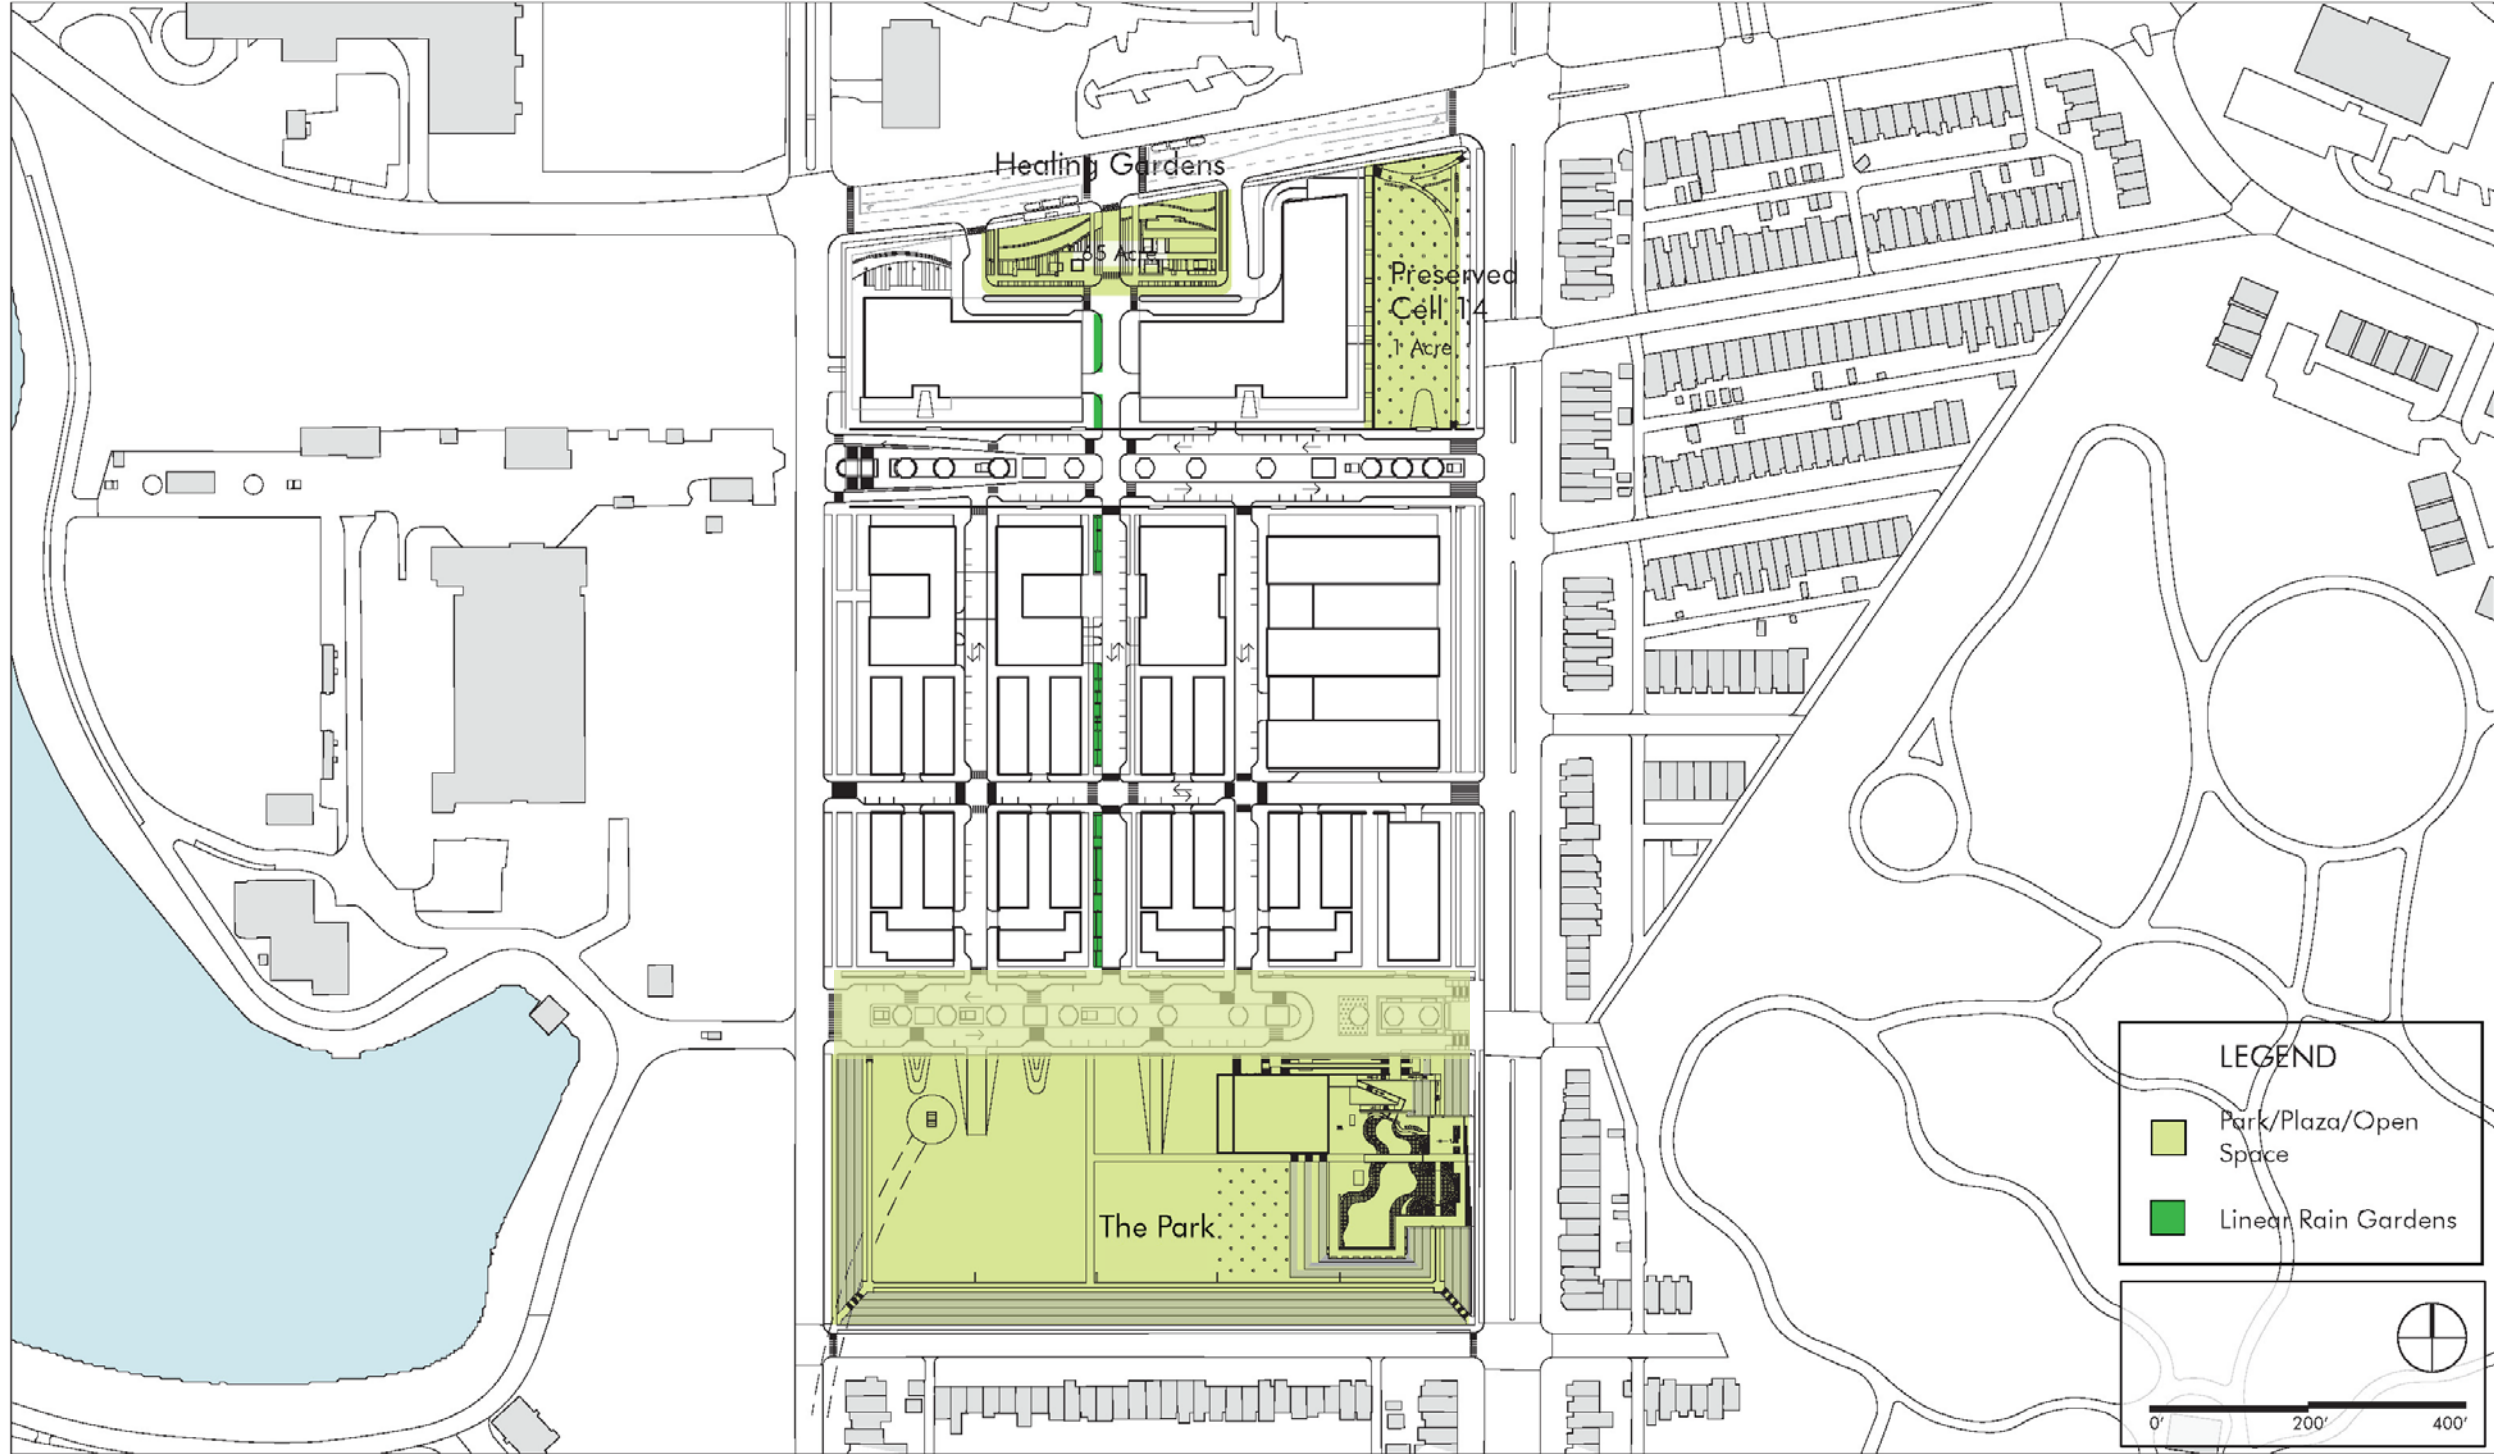 Healing Gardens
Preserved
Cell 14
1 Acre
The Park
LEGEND
Park/Plaza/Open
Space
Linear Rain Gardens
0'
200'
400'